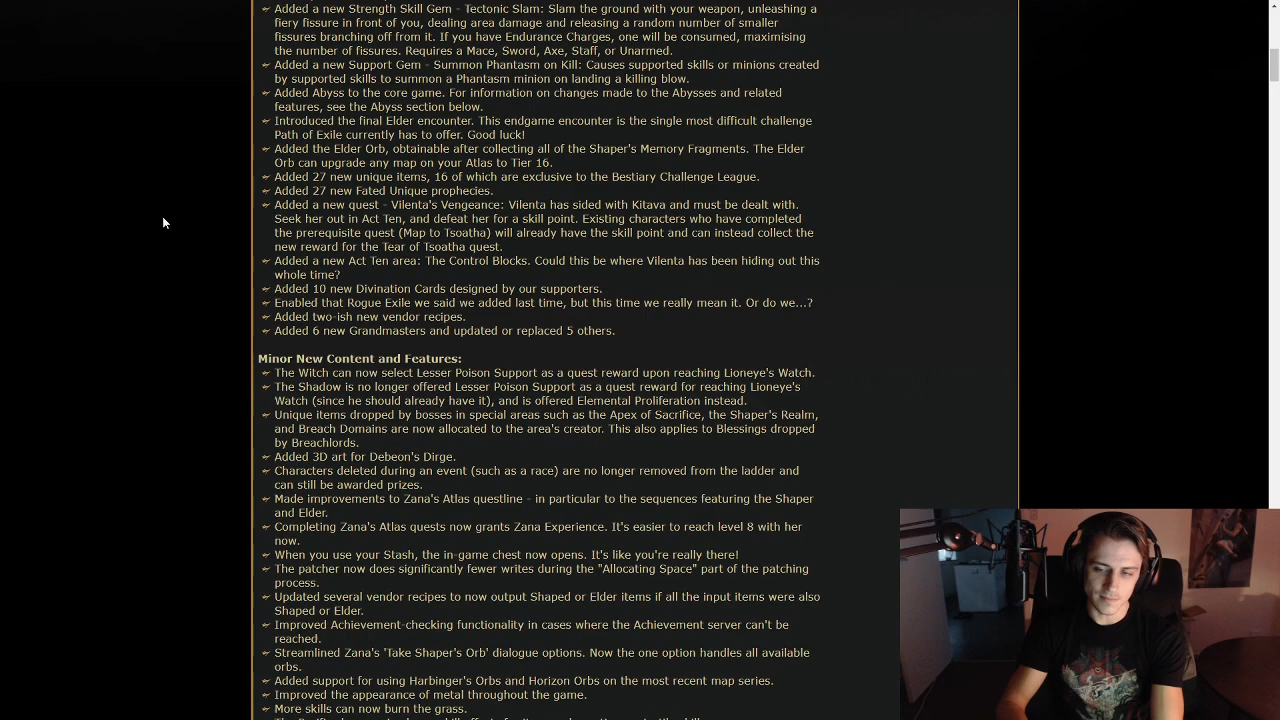 Added a new Strength Skill Gem - Tectonic Slam: Slam the ground with your weapon, unleashing a
fiery fissure in front of you, dealing area damage and releasing a random number of smaller
fissures branching off from it. If you have Endurance Charges, one will be consumed, maximising
the number of fissures. Requires a Mace, Sword, Axe, Staff, or Unarmed.
Added a new Support Gem - Summon Phantasm on Kill: Causes supported skills or minions created
by supported skills to summon a Phantasm minion on landing a killing blow.
Added Abyss to the core game. For information on changes made to the Abysses and related
features, see the Abyss section below.
Introduced the final Elder encounter. This endgame encounter is the single most difficult challenge
Path of Exile currently has to offer. Good luck!
Added the Elder Orb, obtainable after collecting all of the Shaper's Memory Fragments. The Elder
Orb can upgrade any map on your Atlas to Tier 16.
Added 27 new unique items, 16 of which are exclusive to the Bestiary Challenge League.
Added 27 new Fated Unique prophecies.
Added a new quest - Vilenta's Vengeance: Vilenta has sided with Kitava and must be dealt with.
Seek her out in Act Ten, and defeat her for a skill point. Existing characters who have completed
the prerequisite quest (Map to Tsoatha) will already have the skill point and can instead collect the
new reward for the Tear of Tsoatha quest.
Added a new Act Ten area: The Control Blocks. Could this be where Vilenta has been hiding out this
whole time?
Added 10 new Divination Cards designed by our supporters.
Enabled that Rogue Exile we said we added last time, but this time we really mean it. Or do we...?
Added two-ish new vendor recipes.
Added 6 new Grandmasters and updated or replaced 5 others.
Minor New Content and Features:
The Witch can now select Lesser Poison Support as a quest reward upon reaching Lioneye's Watch.
The Shadow is no longer offered Lesser Poison Support as a quest reward for reaching Lioneye's
Watch (since he should already have it), and is offered Elemental Proliferation instead.
Unique items dropped by bosses in special areas such as the Apex of Sacrifice, the Shaper's Realm,
and Breach Domains are now allocated to the area's creator. This also applies to Blessings dropped
by Breachlords.
Added 3D art for Debeon's Dirge.
Characters deleted during an event (such as a race) are no longer removed from the ladder and
can still be awarded prizes.
Made improvements to Zana's Atlas questline - in particular to the sequences featuring the Shaper
and Elder.
Completing Zana's Atlas quests now grants Zana Experience. It's easier to reach level 8 with her
now.
When you use your Stash, the in-game chest now opens. It's like you're really there!
The patcher now does significantly fewer writes during the "Allocating Space" part of the patching
process.
Updated several vendor recipes to now output Shaped or Elder items if all the input items were also
Shaped or Elder.
Improved Achievement-checking functionality in cases where the Achievement server can't be
reached.
Streamlined Zana's 'Take Shaper's Orb' dialogue options. Now the one option handles all available
orbs.
Added support for using Harbinger's Orbs and Horizon Orbs on the most recent map series.
Improved the appearance of metal throughout the game.
More skills can now burn the grass.